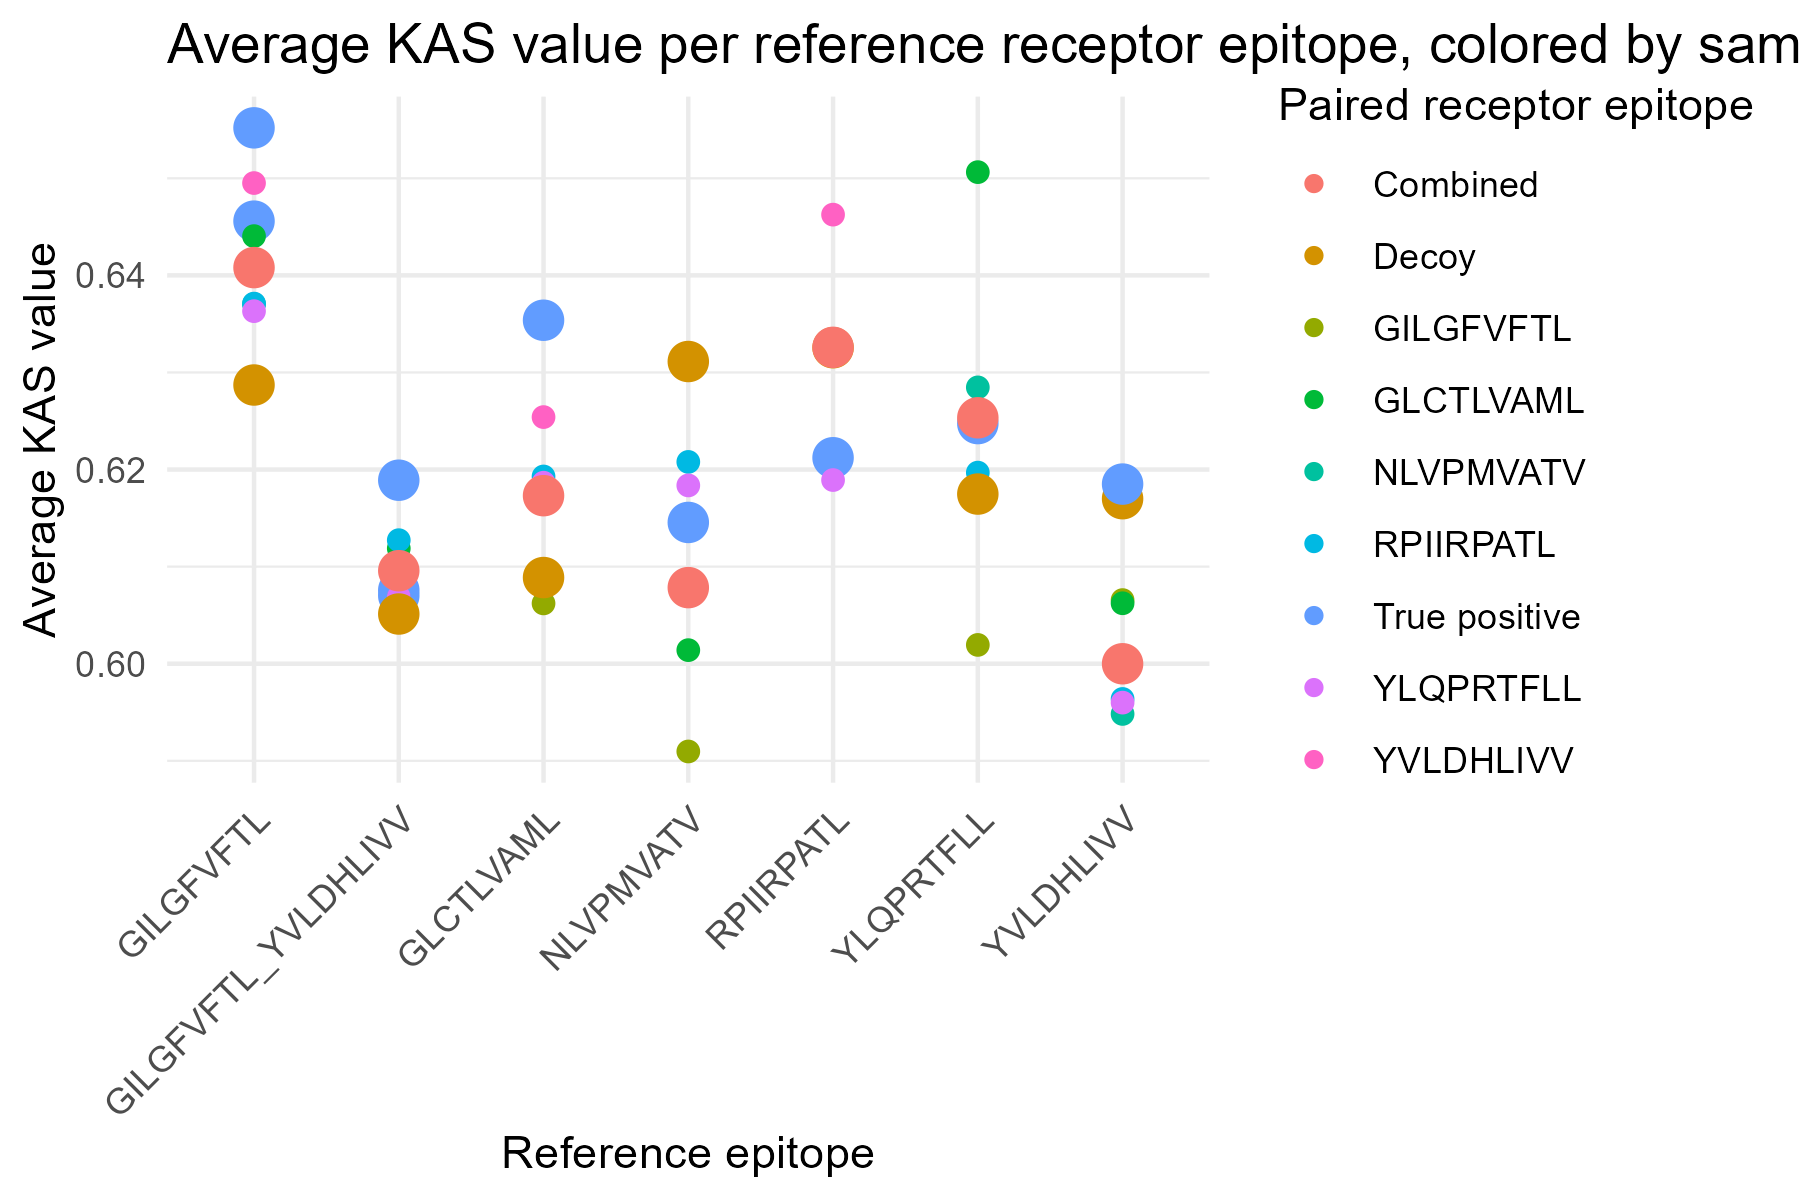 Average KAS value per reference receptor epitope, colored by sam
Paired receptor epitope
Combined
Decoy
GILGFVFTL
GLCTLVAML
NLVPMVATV
RPIIRPATL
True positive
YLQPRTFLL
YVLDHLIVV
Average KAS value
0.64
0.62
0.60
GILGFVFTL
GILGFVFTL_YVLDHLIVV
GLCTLVAML
NLVPMVATV
RPIIRPATL
YLQPRTFLL
YVLDHLIVV
Reference epitope